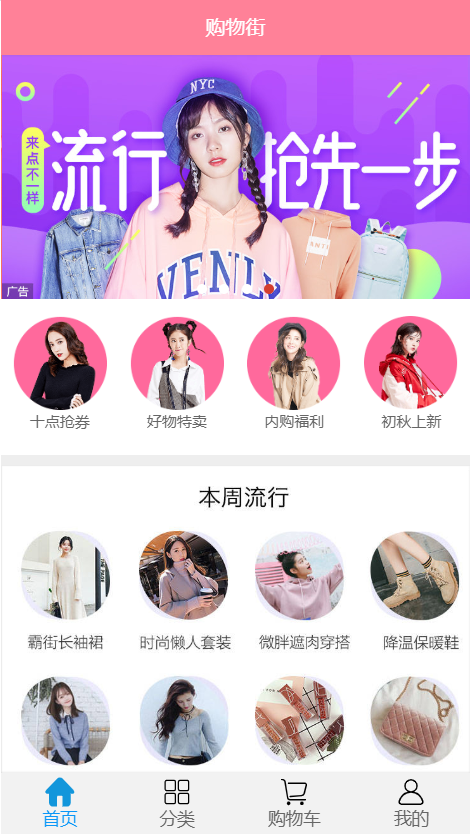 购物街
NYC
来点不一样
流行 抢先一步
VENLI
AMTI
广告
十点抢券 好物特卖 内购福利 初秋上新
本周流行
霸街长袖裙 时尚懒人套装 微胖遮肉穿搭 降温保暖鞋
首页 分类 购物车 我的